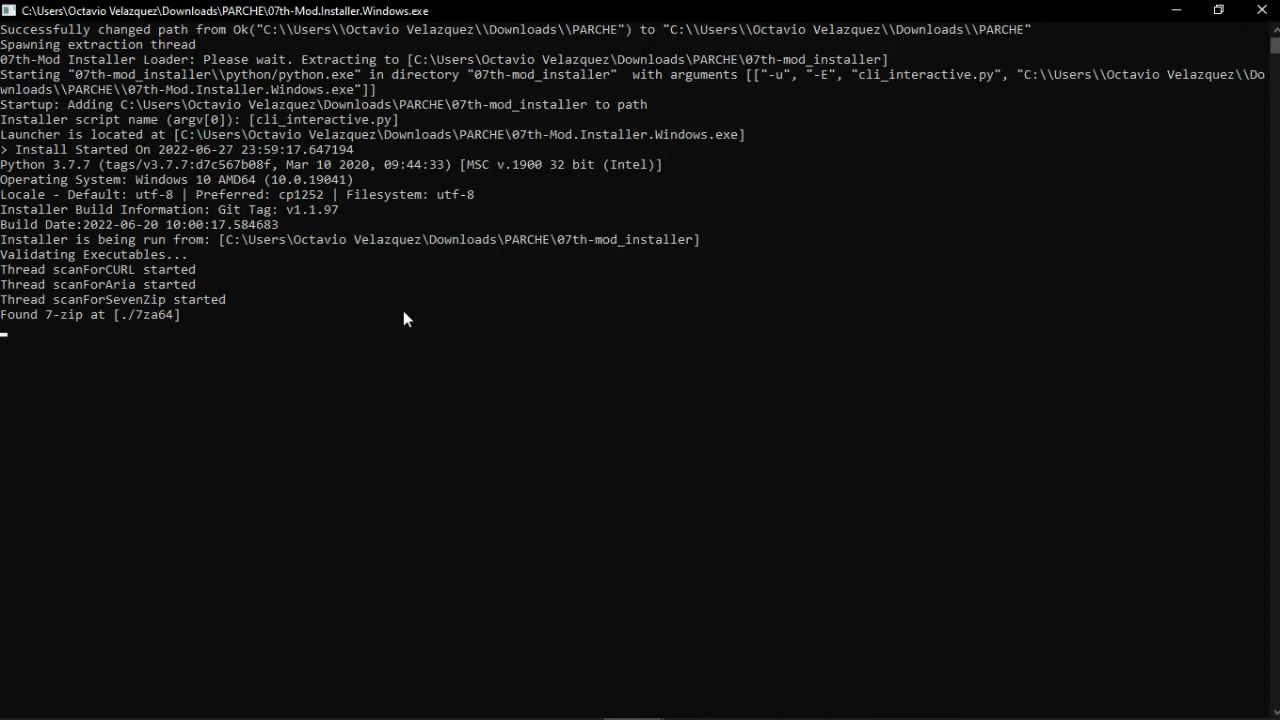 C:\Users\Octavio Velazquez\Downloads\PARCHE\07th-Mod.Installer.Windows.exe
Successfully changed path from Ok("C:\\Users\\Octavio Velazquez\\Downloads\\PARCHE") to "C:\\Users\\Octavio Velazquez\\Downloads\\PARCHE"
Spawning extraction thread
07th-Mod Installer Loader: Please wait. Extracting to [C:\Users\Octavio Velazquez\Downloads\PARCHE\07th-mod_installer]
Starting "07th-mod_installer\\python/python.exe" in directory "07th-mod_installer"  with arguments [["-u", "-E", "cli_interactive.py", "C:\\Users\\Octavio Velazquez\\Do
wnloads\\PARCHE\\07th-Mod.Installer.Windows.exe"]]
Startup: Adding C:\Users\Octavio Velazquez\Downloads\PARCHE\07th-mod_installer to path
Installer script name (argv[0]): [cli_interactive.py]
Launcher is located at [C:\Users\Octavio Velazquez\Downloads\PARCHE\07th-Mod.Installer.Windows.exe]
> Install Started On 2022-06-27 23:59:17.647194
Python 3.7.7 (tags/v3.7.7:d7c567b08f, Mar 10 2020, 09:44:33) [MSC v.1900 32 bit (Intel)]
Operating System: Windows 10 AMD64 (10.0.19041)
Locale - Default: utf-8 | Preferred: cp1252 | Filesystem: utf-8
Installer Build Information: Git Tag: v1.1.97
Build Date:2022-06-20 10:00:17.584683
Installer is being run from: [C:\Users\Octavio Velazquez\Downloads\PARCHE\07th-mod_installer]
Validating Executables...
Thread scanForCURL started
Thread scanForAria started
Thread scanForSevenZip started
Found 7-zip at [./7za64]